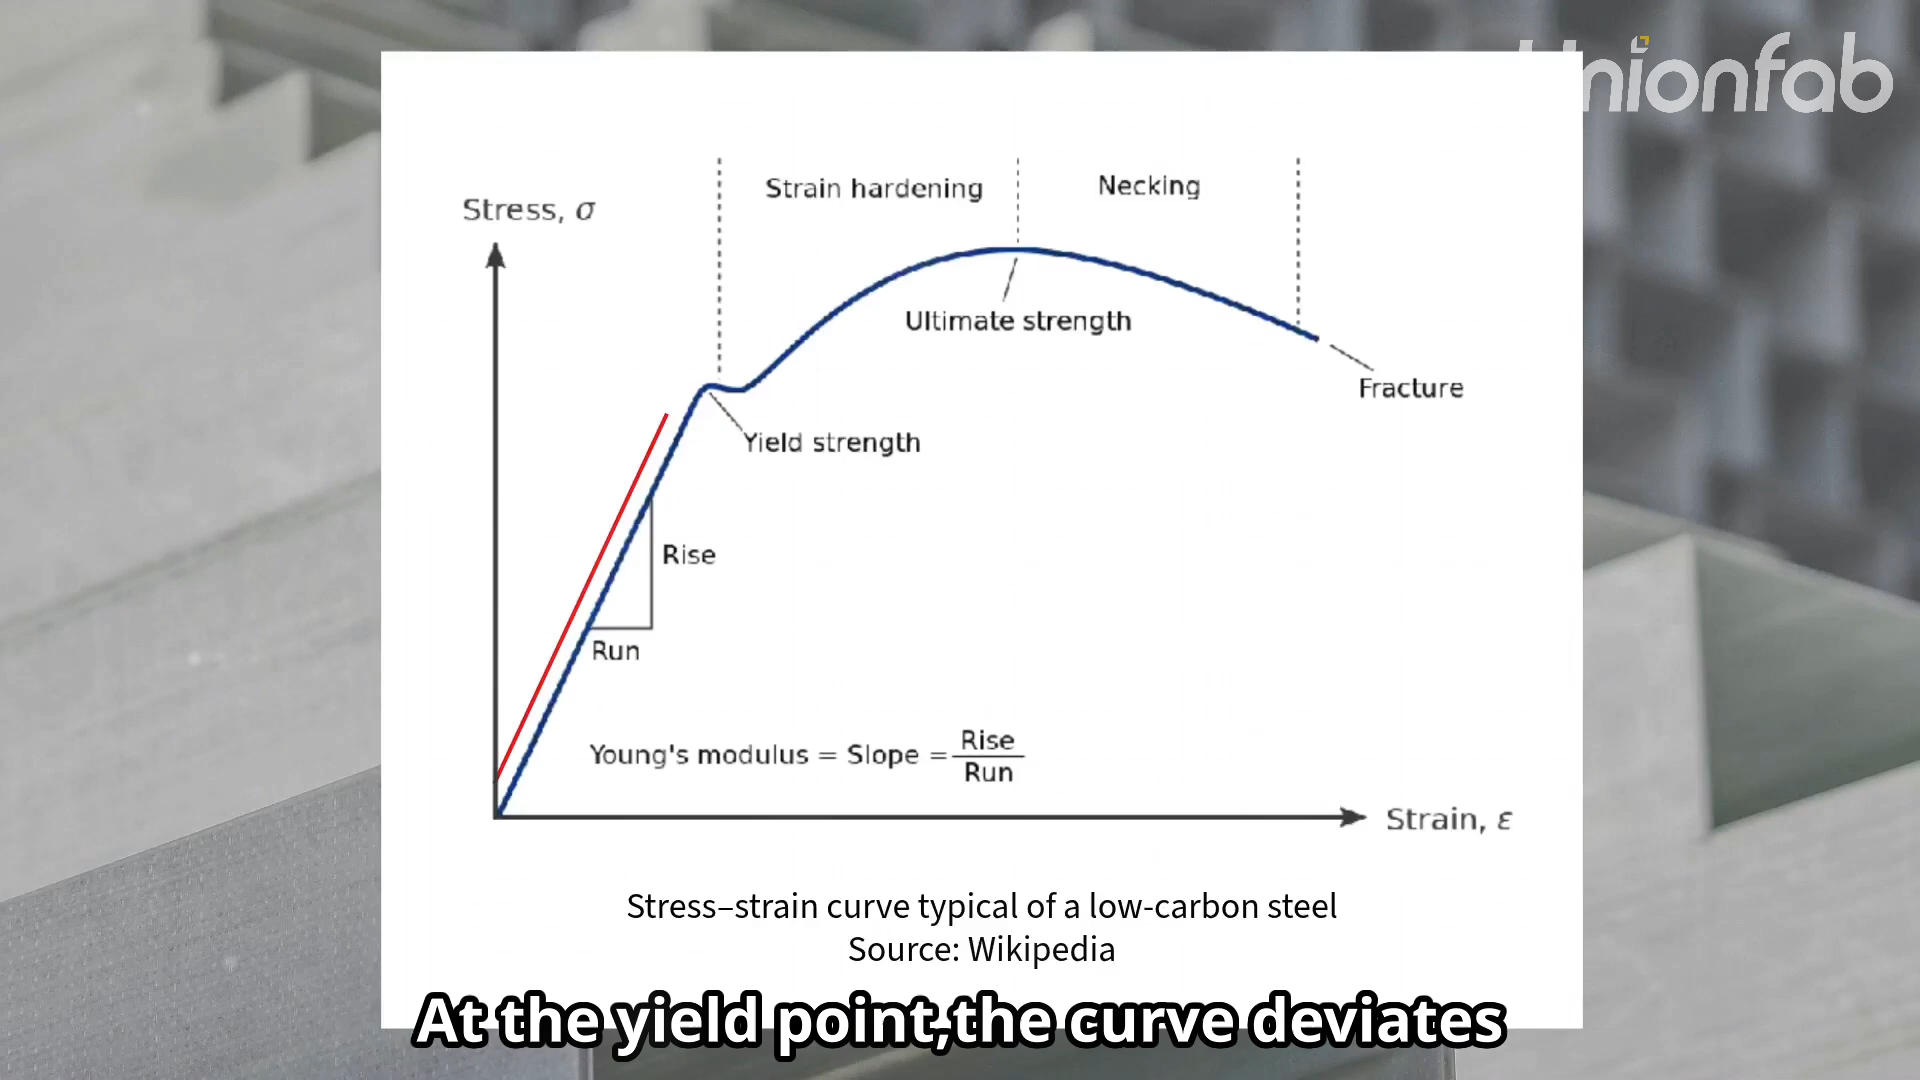 Unionfab
Strain hardening
Necking
Stress, σ
Ultimate strength
Fracture
Yield strength
Rise
Run
Young's modulus = Slope = Rise
Run
Strain, ε
Stress–strain curve typical of a low-carbon steel
Source: Wikipedia
At the yield point,the curve deviates